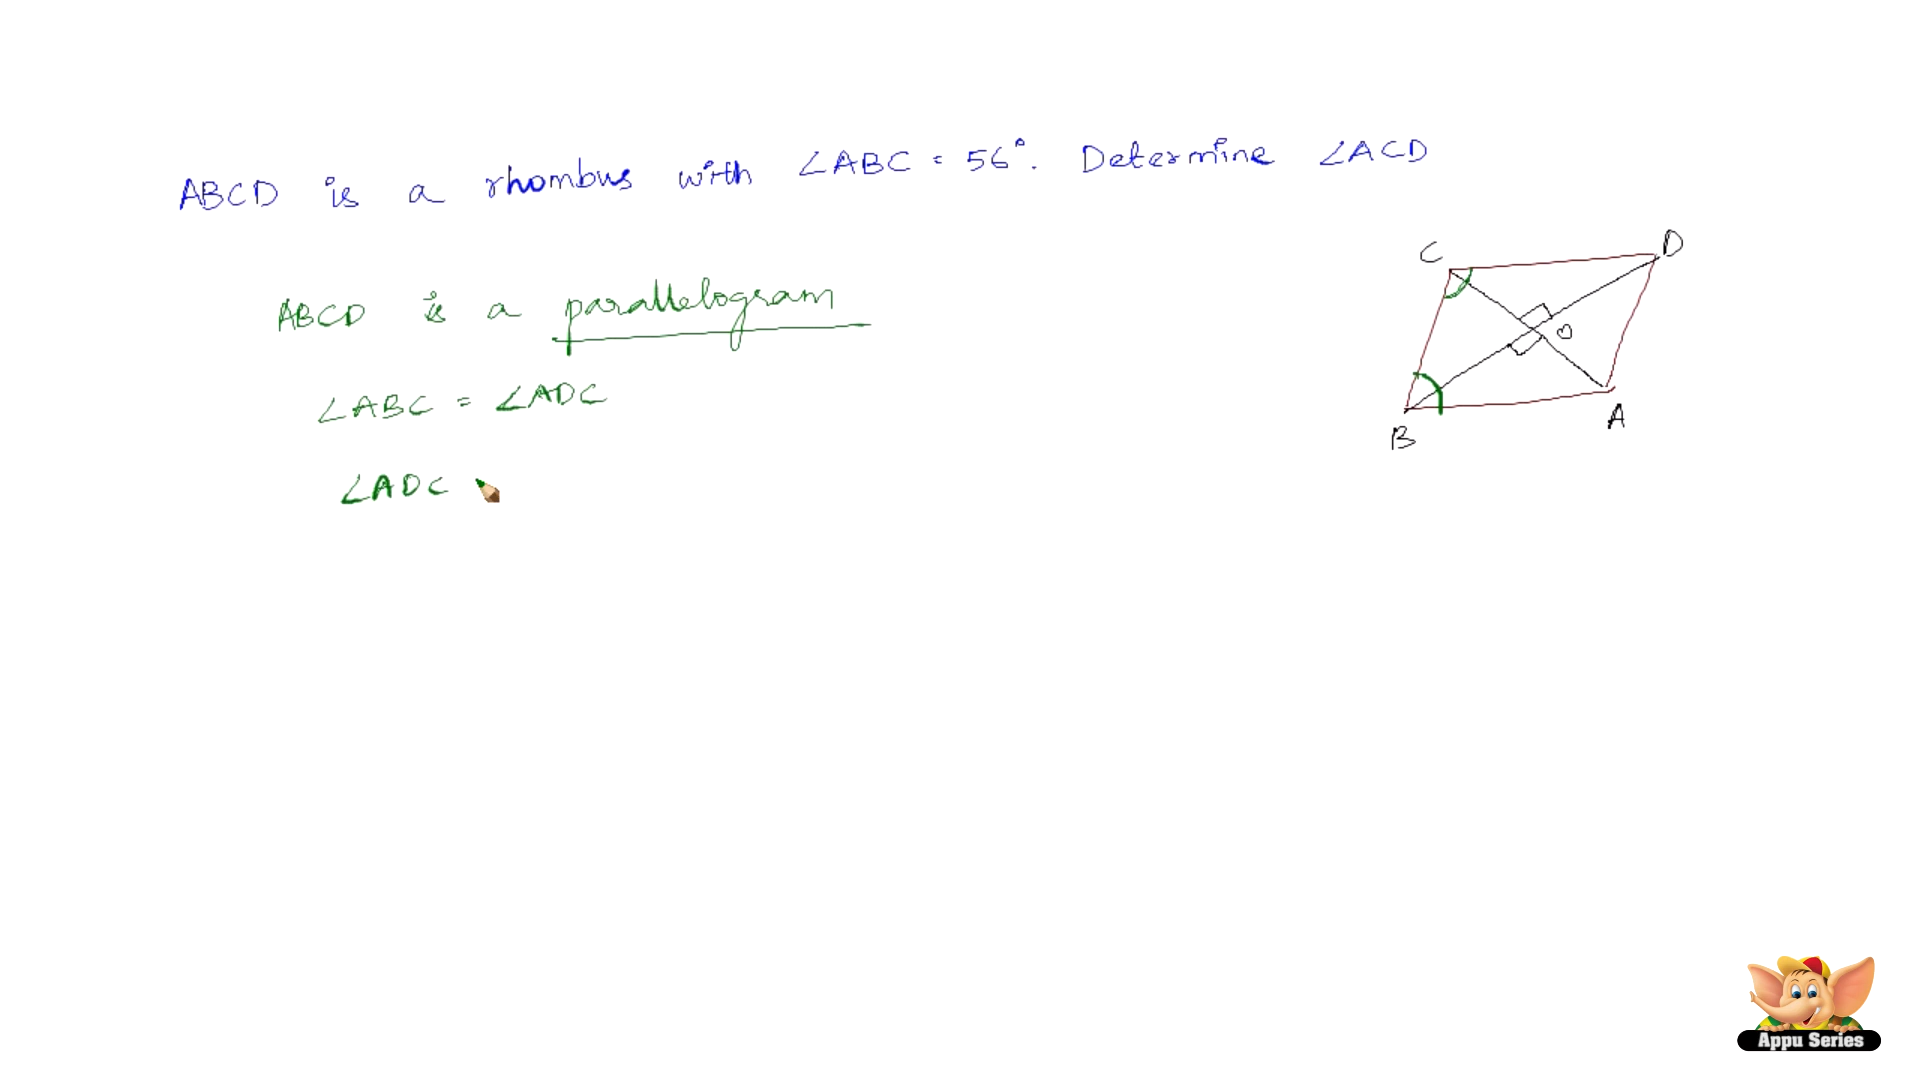 ABCD is a rhombus with ∠ABC = 56°. Determine ∠ACD
ABCD is a parallelogram
∠ABC = ∠ADC
∠ADC
C D
O
B A
Appu Series